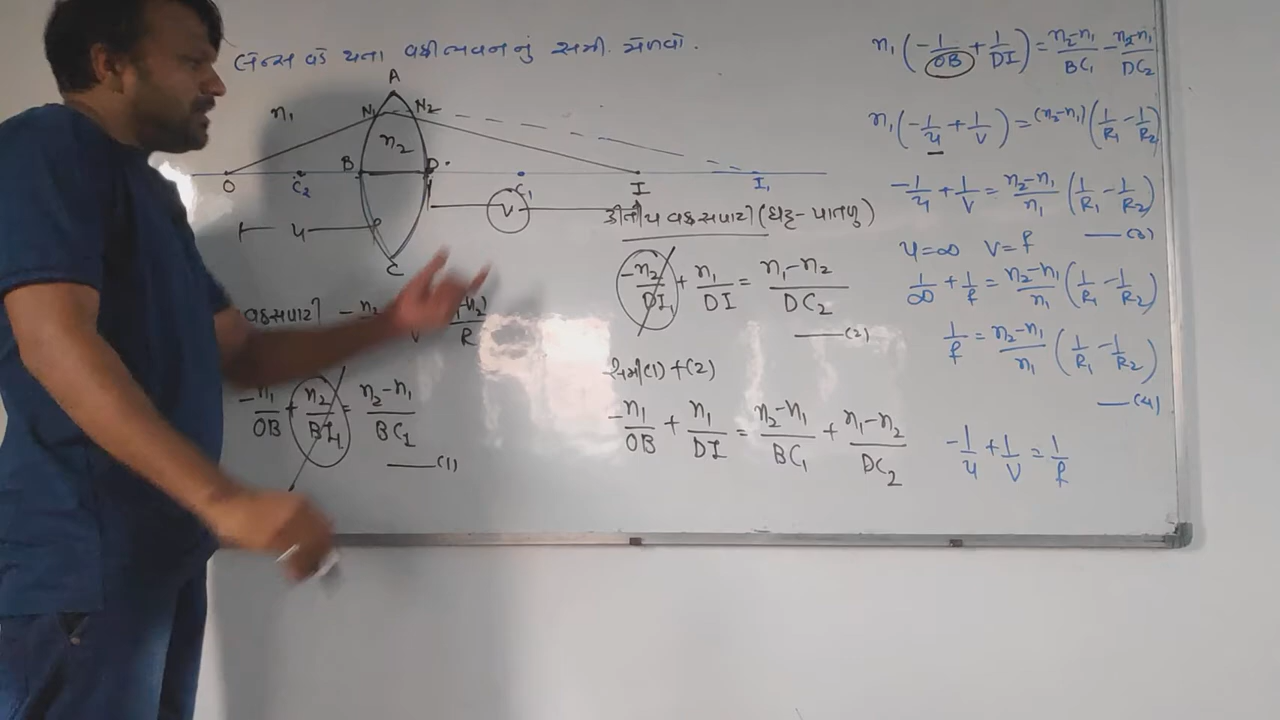 લેન્સ વડે થતા વક્રીભવનનું સમી. મેળવો.
A
n₁
N₁ N₂
n₂
B D
O C₂ C₁ I I₁
u V
C
વક્રસપાટી
R
-n₁/OB + n₂/BI₁ = n₂-n₁/BC₁
——(1)
દ્વીતીય વક્રસપાટી (ઘટ્ટ- પાતળુ)
-n₂/DI₁ + n₁/DI = n₁-n₂/DC₂
——(2)
સમી(1) + (2)
-n₁/OB + n₁/DI = n₂-n₁/BC₁ + n₁-n₂/DC₂
n₁(-1/OB + 1/DI) = n₂-n₁/BC₁ - n₂-n₁/DC₂
n₁(-1/u + 1/V) = (n₂-n₁)(1/R₁ - 1/R₂)
-1/u + 1/V = n₂-n₁/n₁ (1/R₁ - 1/R₂)
——(3)
u=∞ V=f
1/∞ + 1/f = n₂-n₁/n₁ (1/R₁ - 1/R₂)
1/f = n₂-n₁/n₁ (1/R₁ - 1/R₂)
——(4)
-1/u + 1/V = 1/f